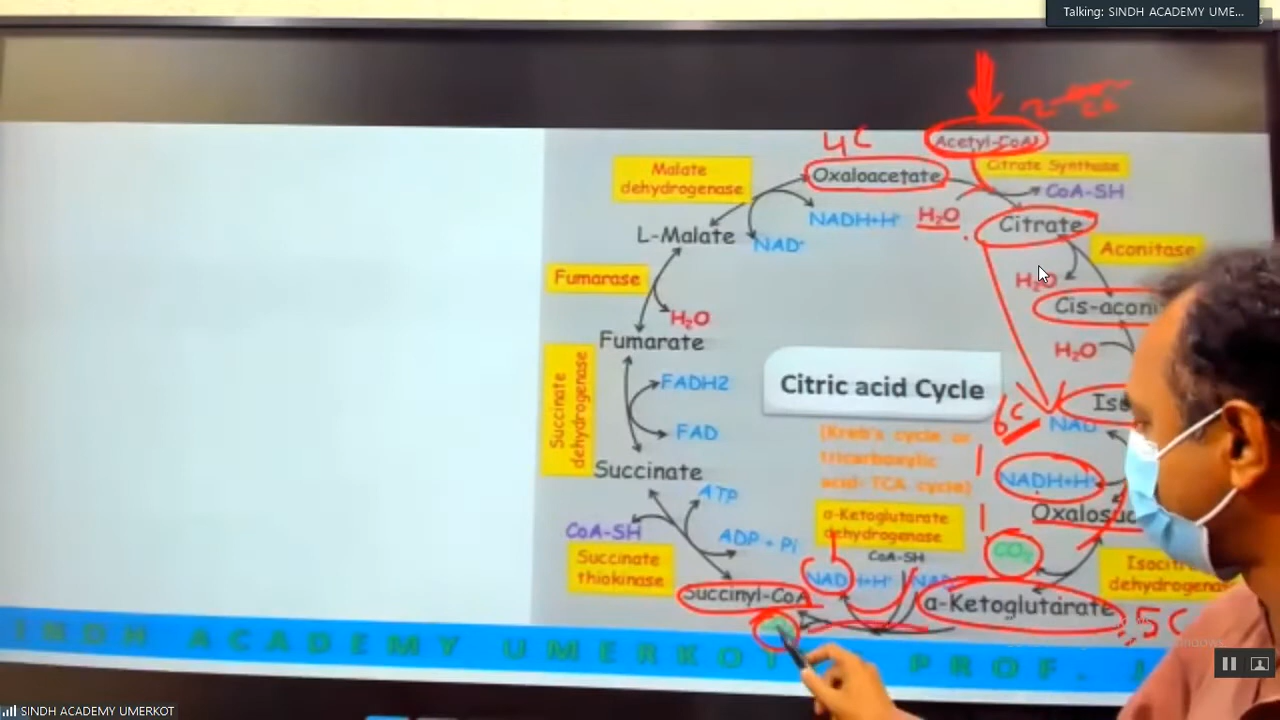 Talking: SINDH ACADEMY UME...
4C
Acetyl-CoA
Citrate Synthase
Malate
dehydrogenase
Oxaloacetate
CoA-SH
NADH+H⁺
H₂O
Citrate
L-Malate
NAD⁺
Aconitase
Fumarase
H₂O
Cis-aconi
H₂O
Fumarate
H₂O
Succinate
dehydrogenase
FADH2
Citric acid Cycle
FAD
6C
NAD
(Kreb's cycle or
tricarboxylic
acid- TCA cycle)
Succinate
NADH+H⁺
ATP
α-Ketoglutarate
dehydrogenase
Oxalosuc
CoA-SH
ADP + Pi
CoA-SH
CO₂
Succinate
thiokinase
NADH+H⁺
NAD
Isocitr
dehydrogena
Succinyl-CoA
α-Ketoglutarate
5C
SINDH ACADEMY UMERKOT PROF. J
SINDH ACADEMY UMERKOT